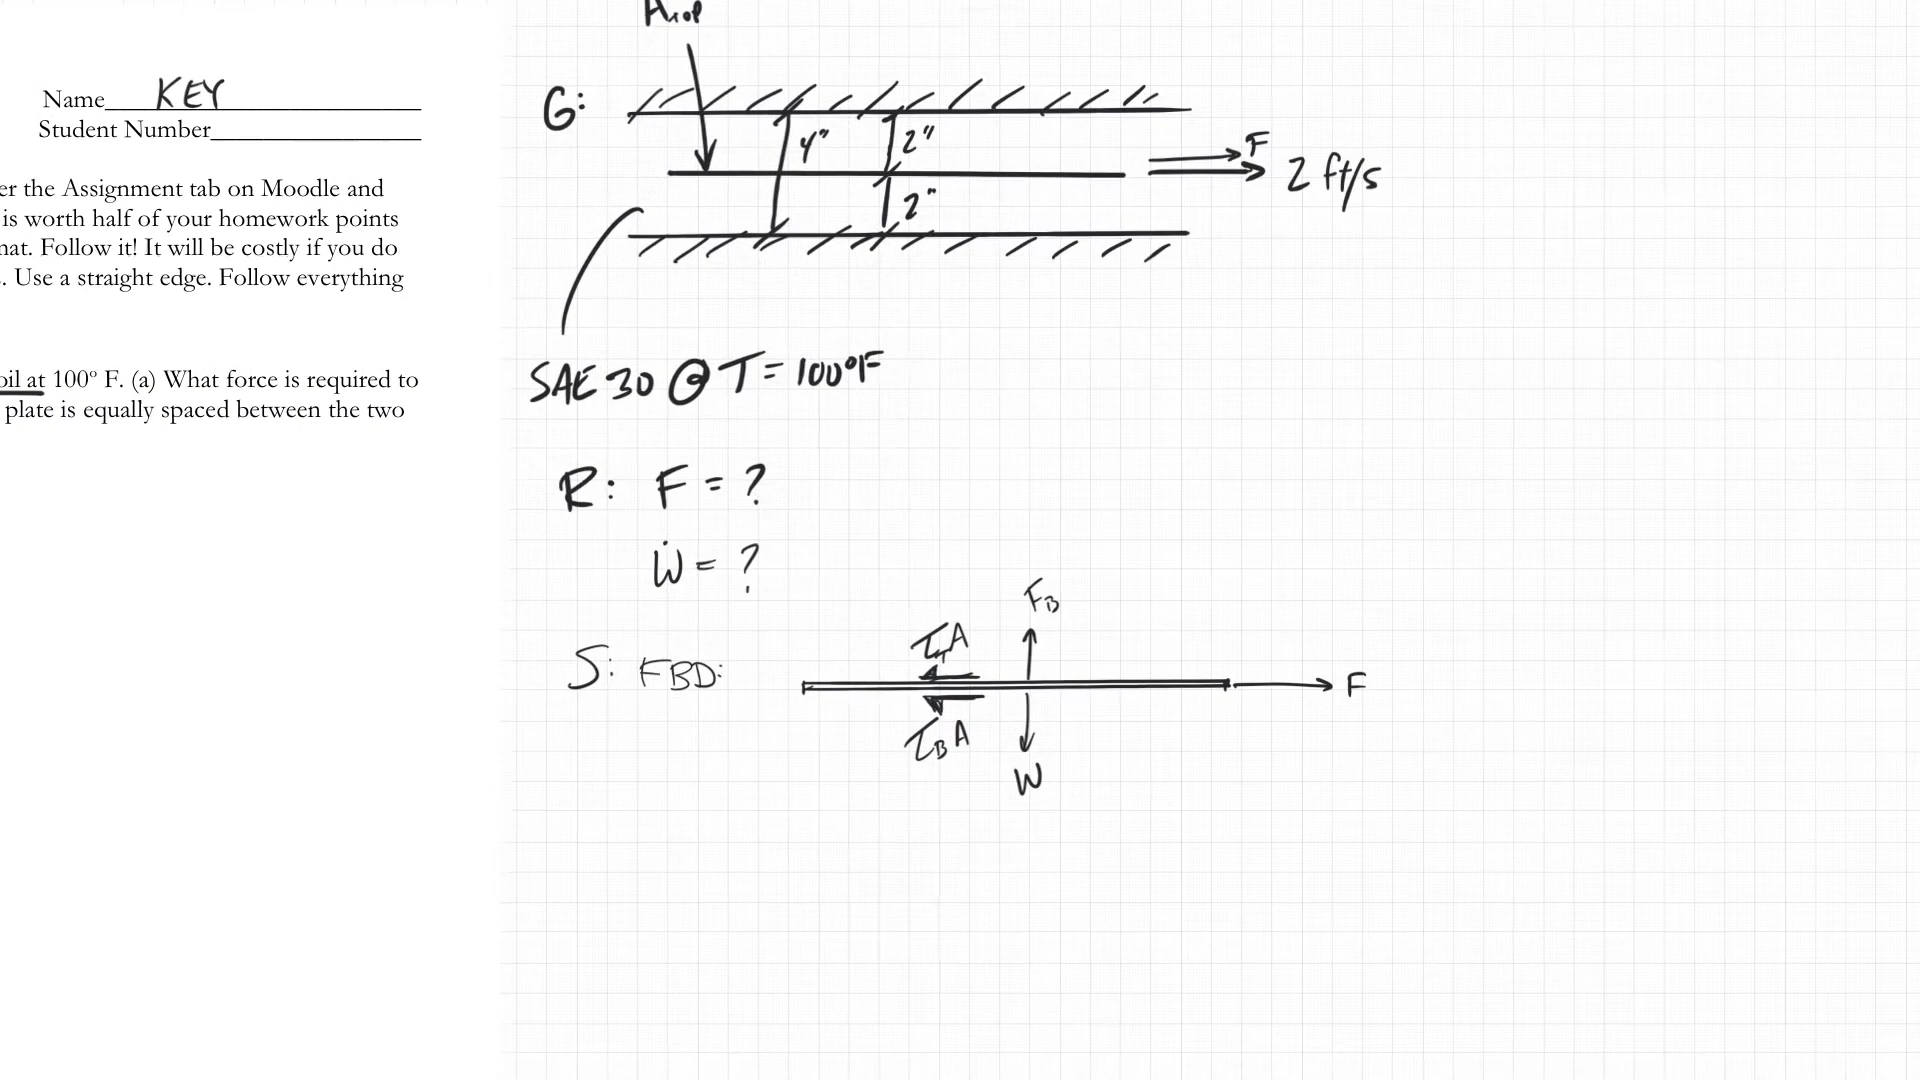 Name KEY
Student Number
er the Assignment tab on Moodle and
is worth half of your homework points
nat. Follow it! It will be costly if you do
. Use a straight edge. Follow everything
oil at 100° F. (a) What force is required to
plate is equally spaced between the two
G:
4" 2"
2"
F
2 ft/s
SAE 30 @ T = 100°F
R: F = ?
Ẇ = ?
S: FBD:
τ_T A
F_B
F
τ_B A
W